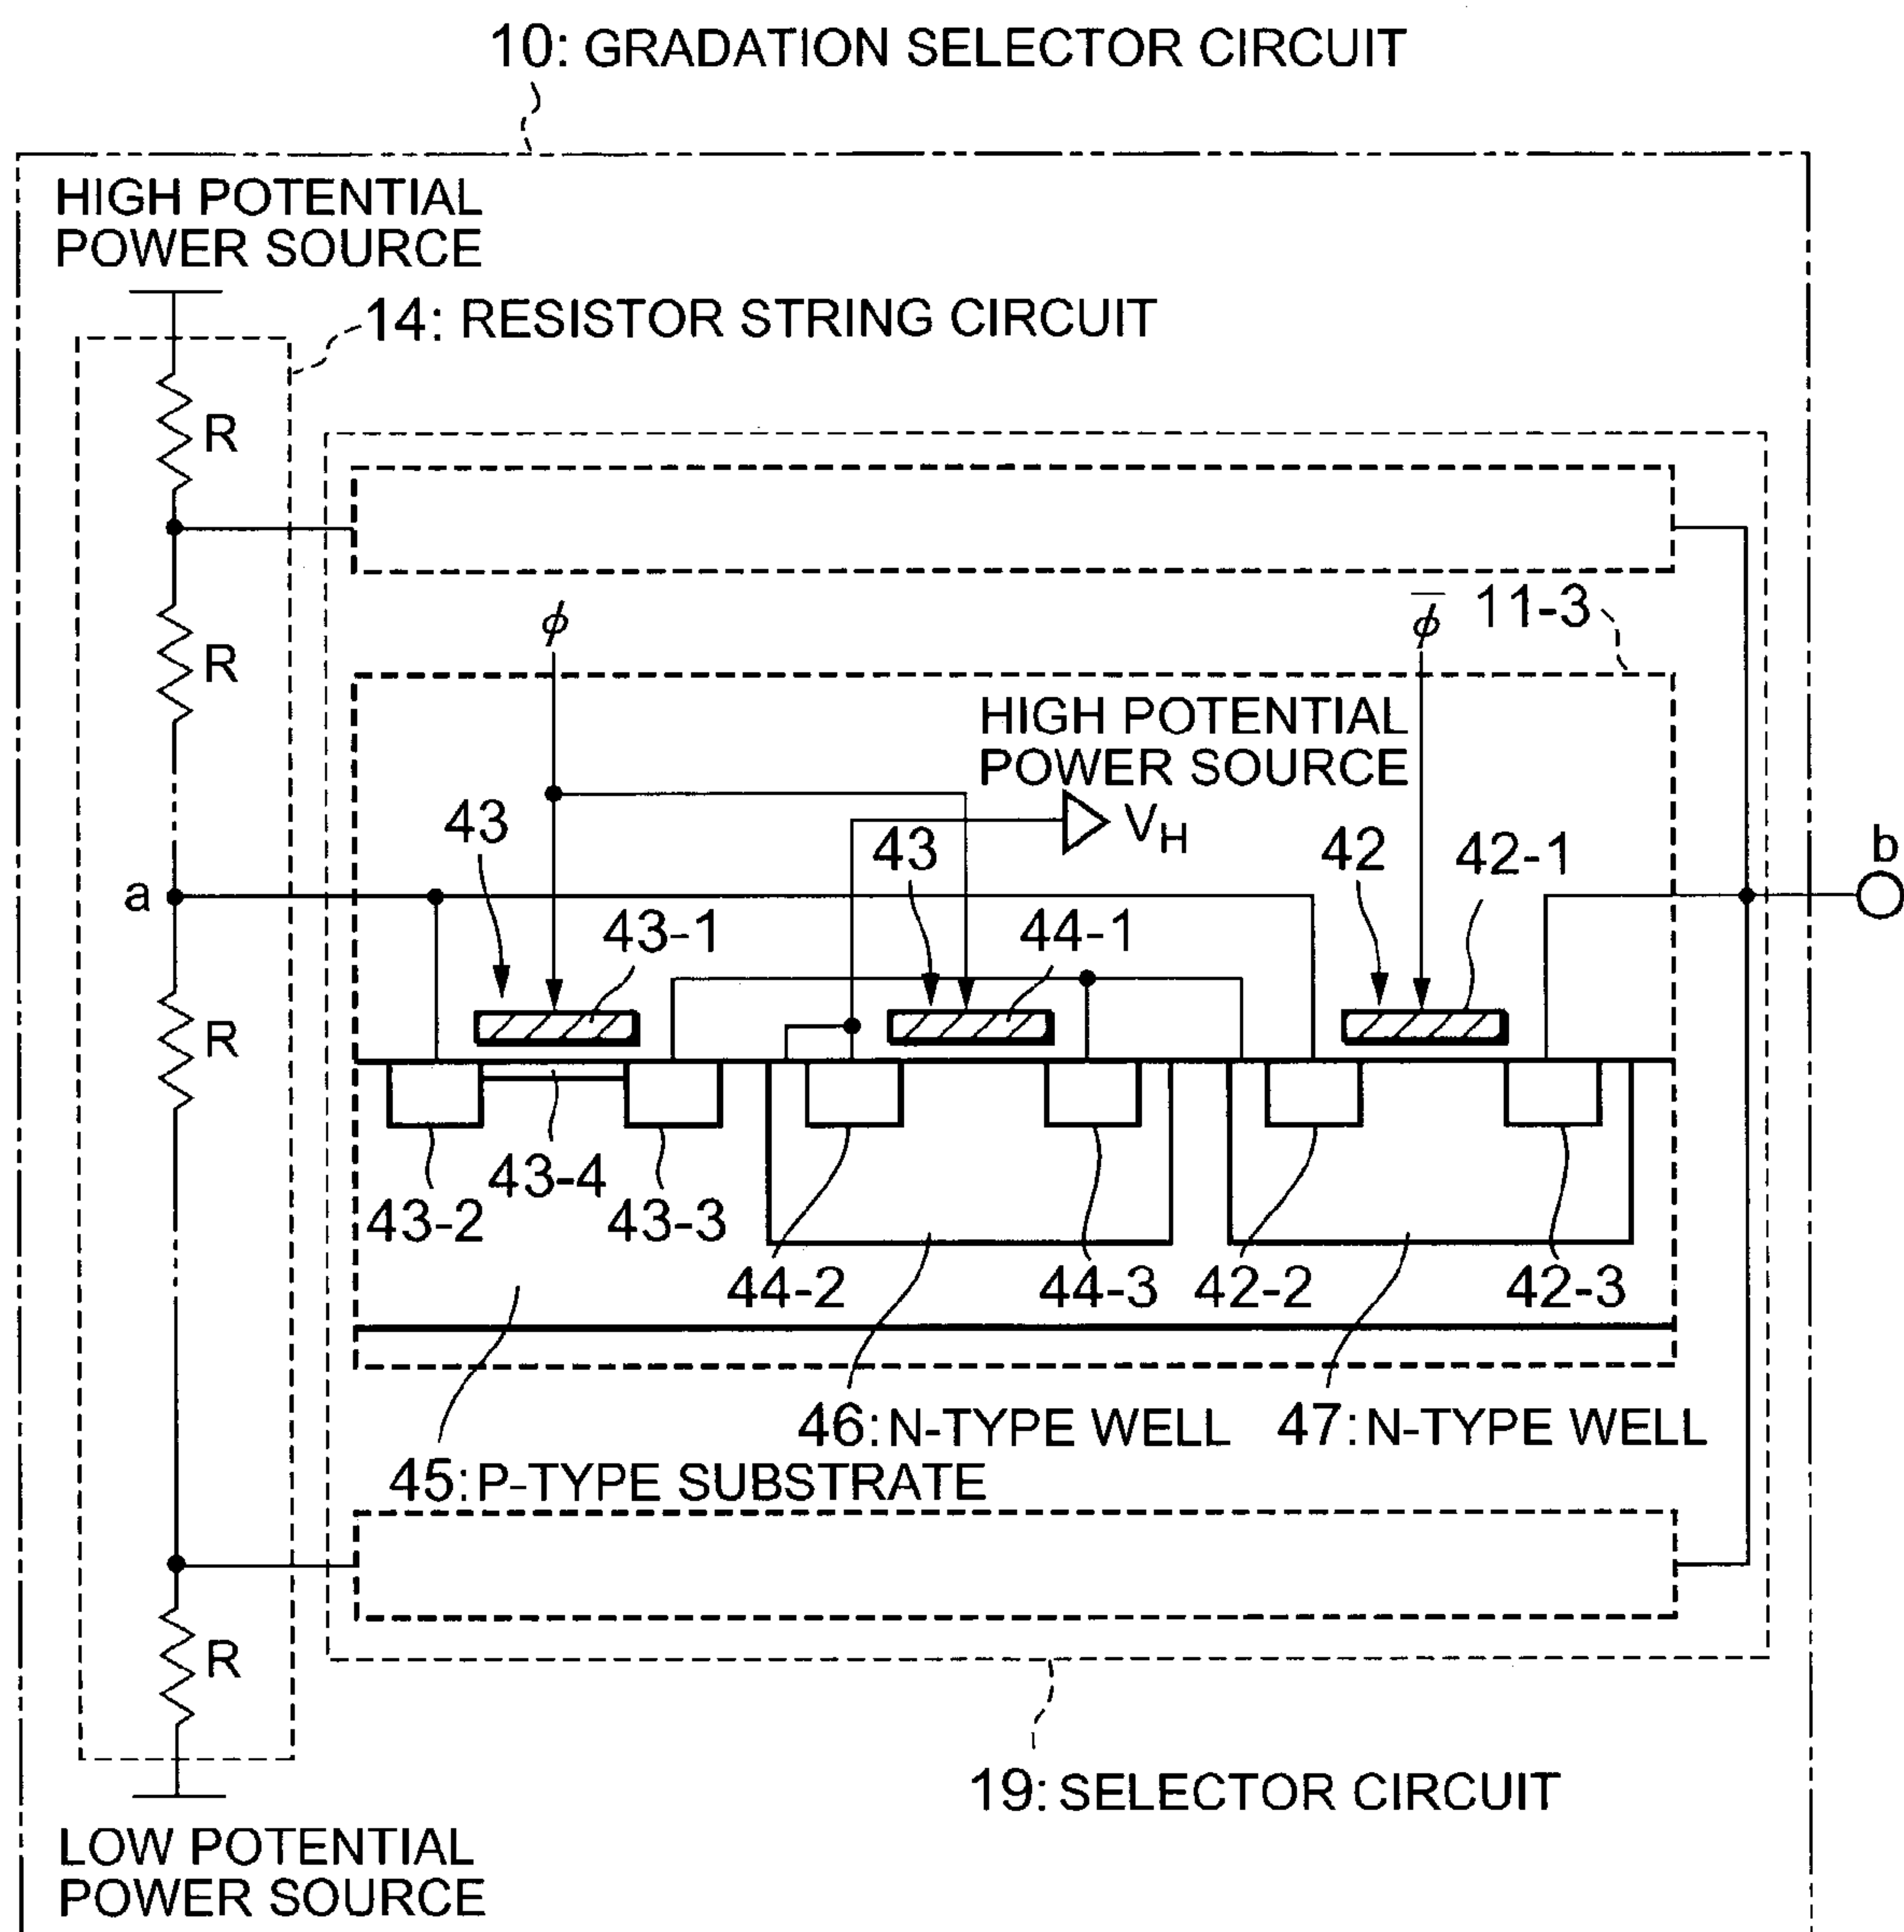 10: GRADATION SELECTOR CIRCUIT
HIGH POTENTIAL
POWER SOURCE
14: RESISTOR STRING CIRCUIT
R
R
ϕ
ϕ̅
11-3
HIGH POTENTIAL
POWER SOURCE
V_H
43
43
42
42-1
a
b
43-1
44-1
R
43-4
43-2
43-3
44-2
44-3
42-2
42-3
46: N-TYPE WELL
47: N-TYPE WELL
45: P-TYPE SUBSTRATE
R
19: SELECTOR CIRCUIT
LOW POTENTIAL
POWER SOURCE